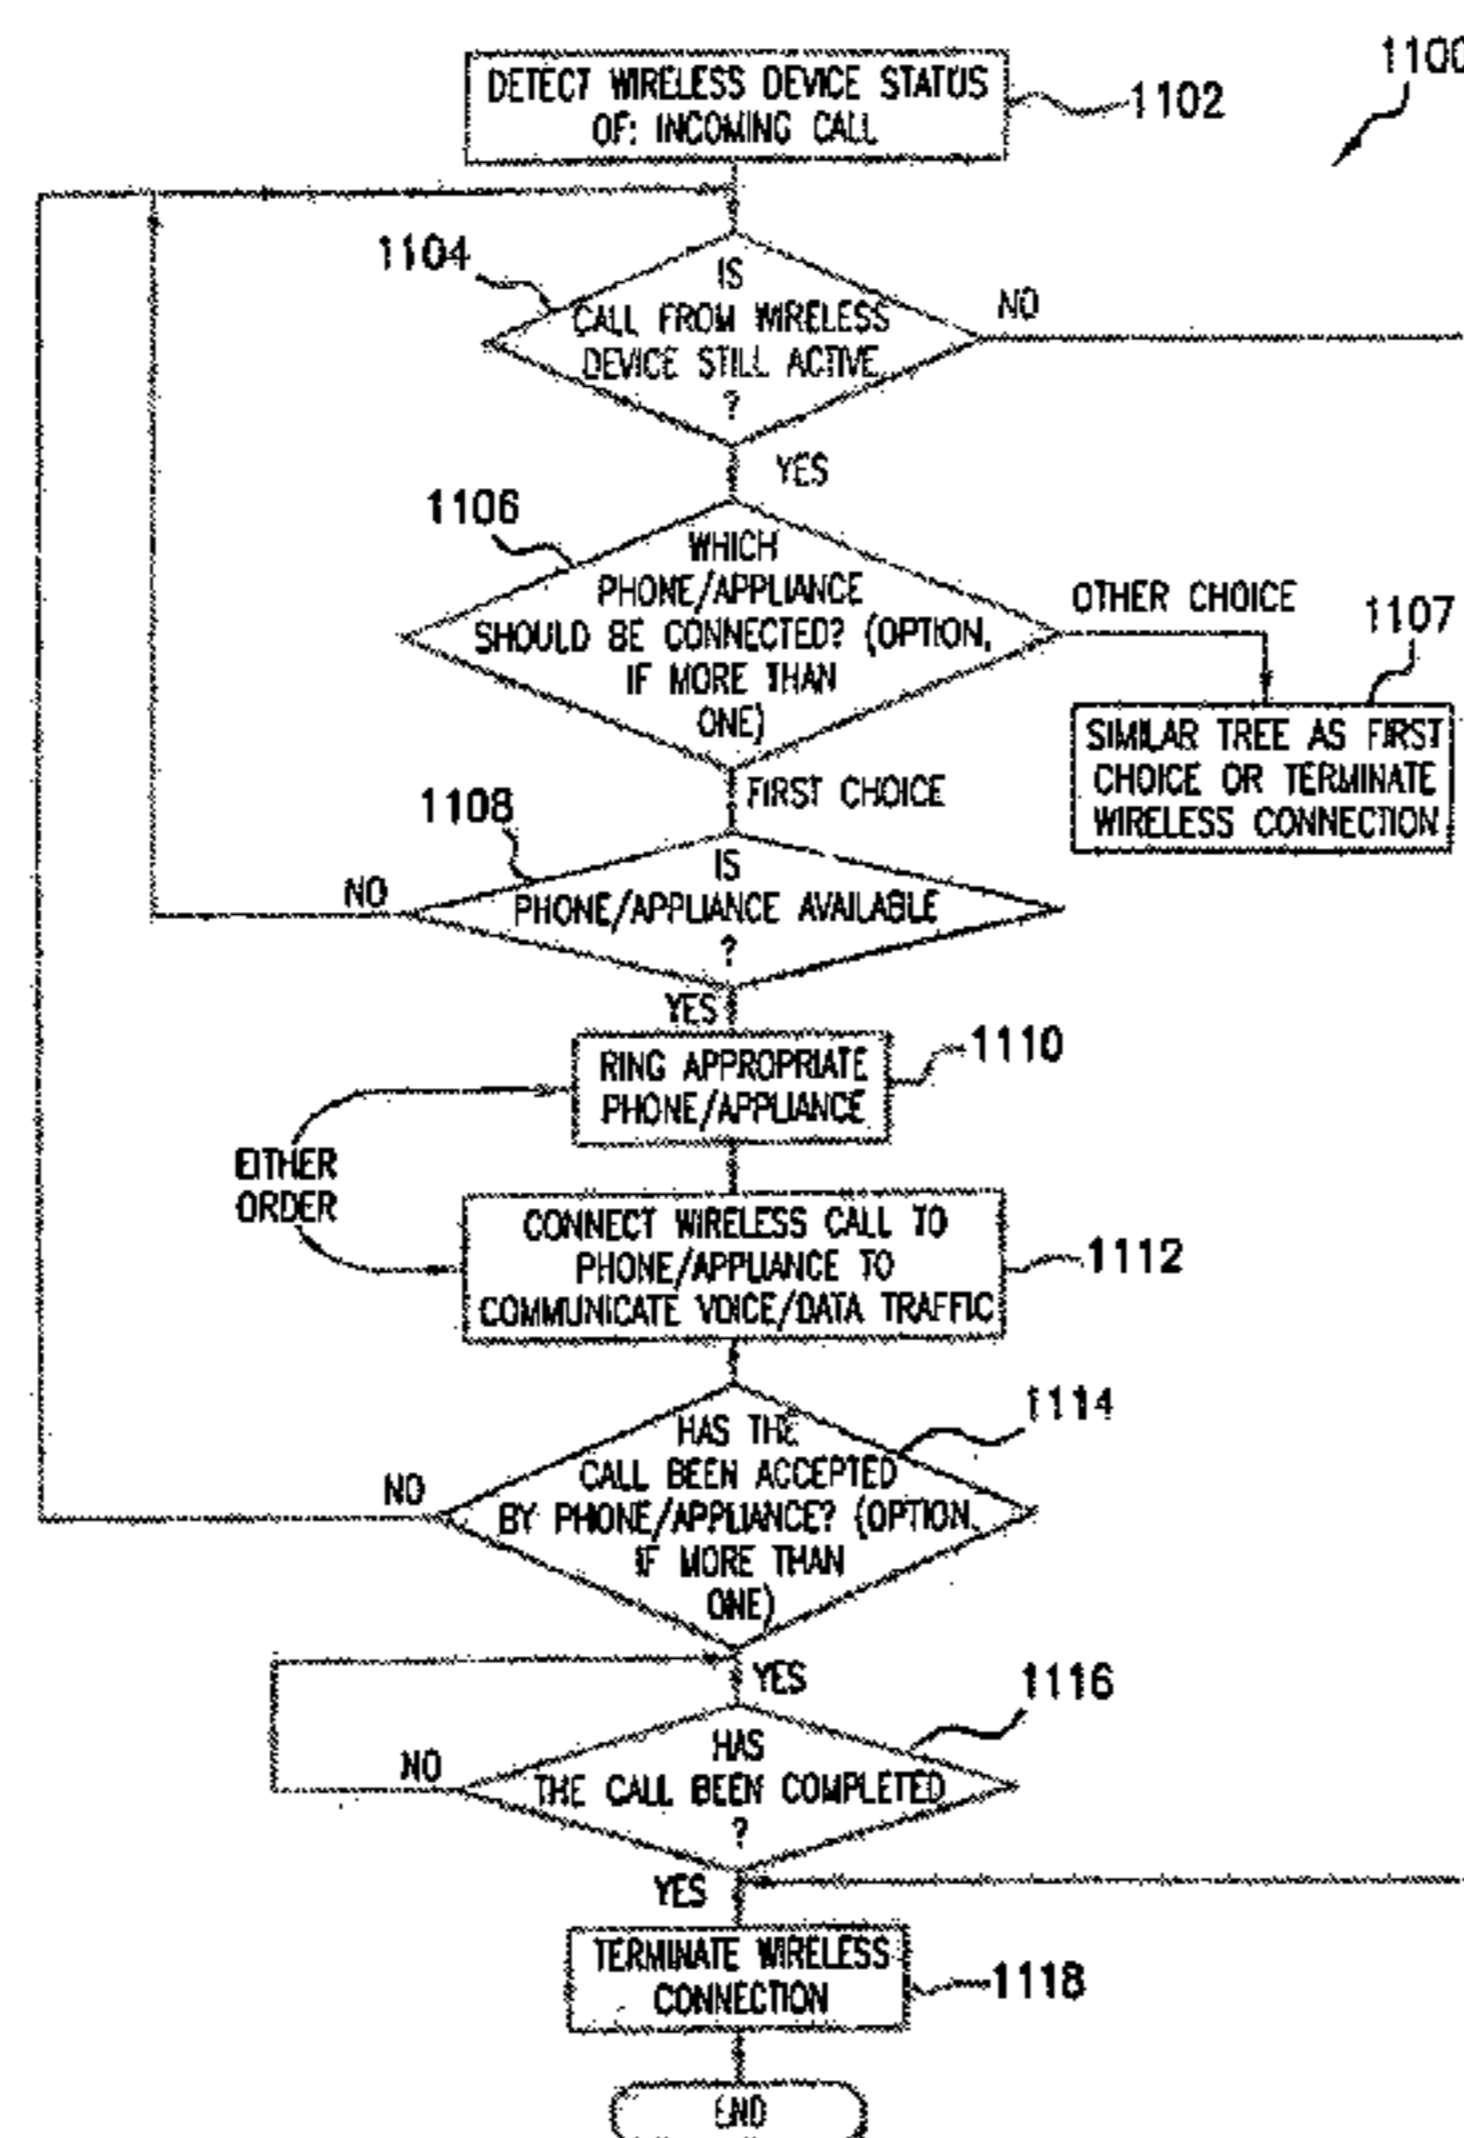 1100
DETECT WIRELESS DEVICE STATUS
OF: INCOMING CALL
1102
1104
IS
CALL FROM WIRELESS
DEVICE STILL ACTIVE
?
NO
YES
1106
WHICH
PHONE/APPLIANCE
SHOULD BE CONNECTED? (OPTION,
IF MORE THAN
ONE)
OTHER CHOICE
1107
SIMILAR TREE AS FIRST
CHOICE OR TERMINATE
WIRELESS CONNECTION
FIRST CHOICE
1108
IS
PHONE/APPLIANCE AVAILABLE
?
NO
YES
RING APPROPRIATE
PHONE/APPLIANCE
1110
EITHER
ORDER
CONNECT WIRELESS CALL TO
PHONE/APPLIANCE TO
COMMUNICATE VOICE/DATA TRAFFIC
1112
1114
HAS THE
CALL BEEN ACCEPTED
BY PHONE/APPLIANCE? (OPTION,
IF MORE THAN
ONE)
NO
YES
1116
HAS
THE CALL BEEN COMPLETED
?
NO
YES
TERMINATE WIRELESS
CONNECTION
1118
END